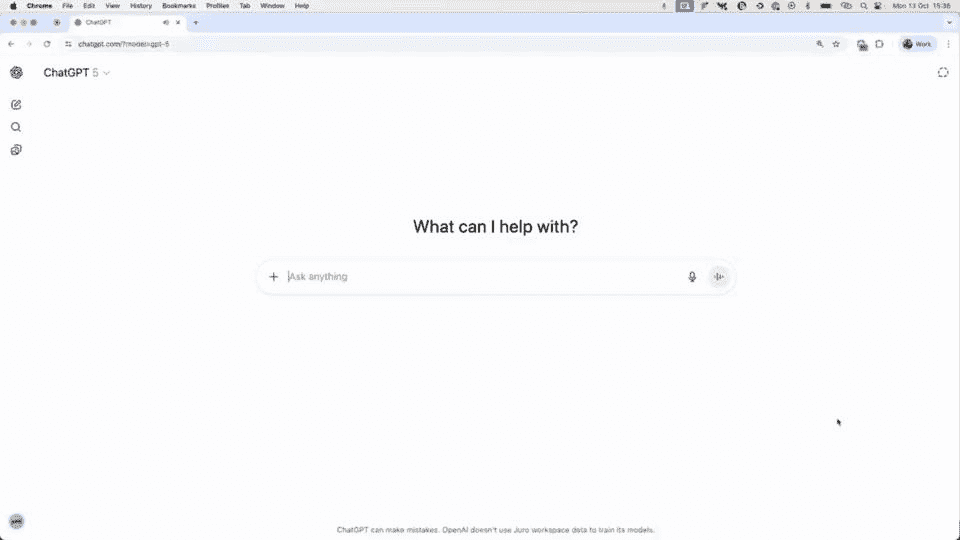 Chrome File Edit View History Bookmarks Profiles Tab Window Help Mon 13 Oct 15:36
ChatGPT
chatgpt.com/?model=gpt-5 Work
ChatGPT 5
What can I help with?
Ask anything
ChatGPT can make mistakes. OpenAI doesn't use Juro workspace data to train its models.